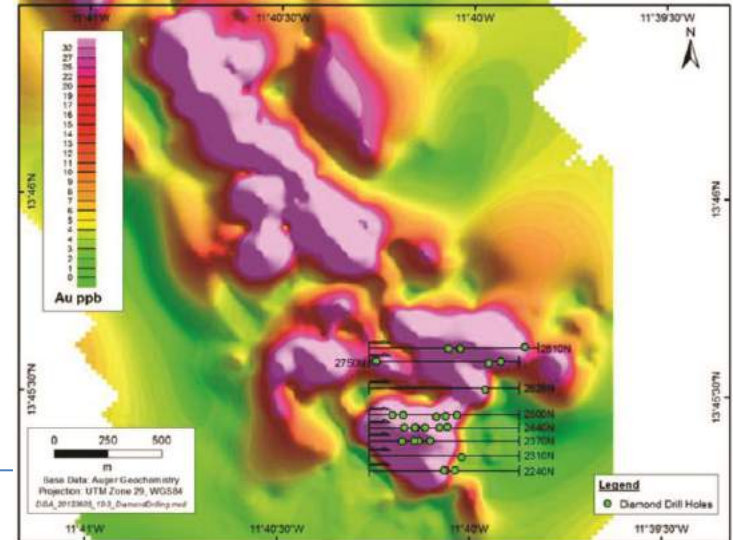 11°41'W
11°40'30"W
11°40'W
11°39'30"W
N
32
27
25
22
20
19
17
16
15
14
13
12
11
10
9
8
7
6
5
4
3
2
1
0
Au ppb
13°46'N
13°46'N
2810N
2750N
13°45'30"N
13°45'30"N
2500N
2440N
2370N
2310N
2240N
0 250 500
m
Base Data: Auger Geochemistry
Projection: UTM Zone 29, WGS84
Legend
Diamond Drill Holes
11°41'W
11°40'30"W
11°40'W
11°39'30"W